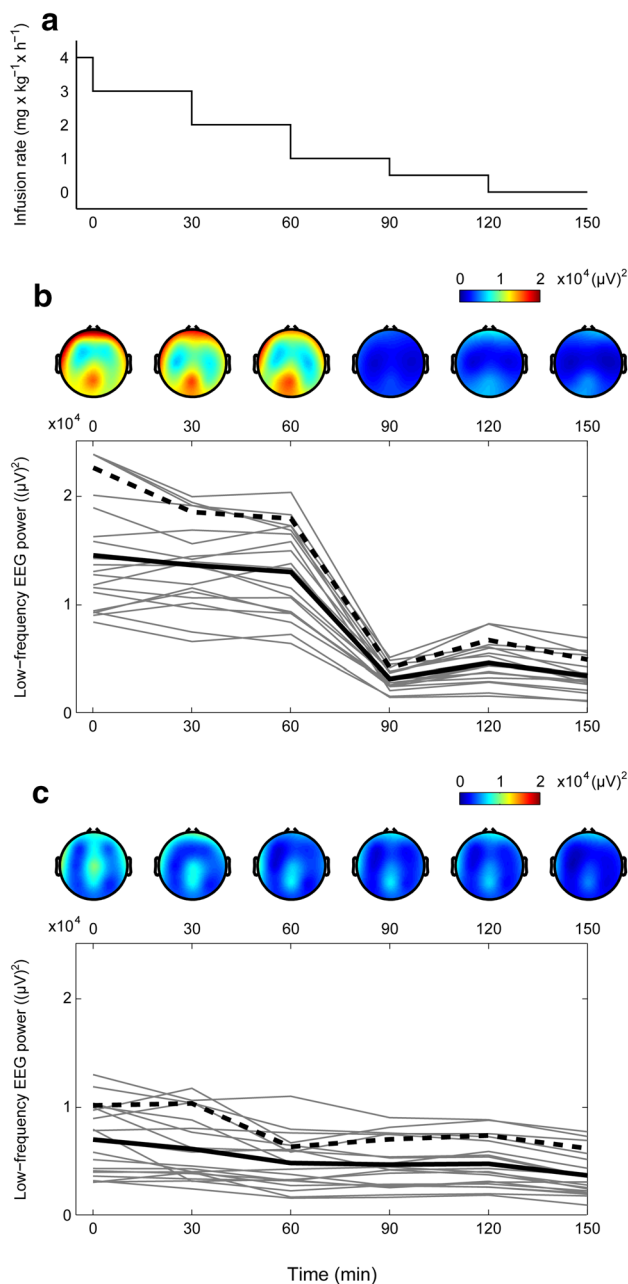 a
Infusion rate (mg x kg⁻¹x h⁻¹)
4
3
2
1
0
0 30 60 90 120 150
b
0 1 2 x10⁴(µV)²
x10⁴
0 30 60 90 120 150
Low−frequency EEG power ((µV)²)
2
1
0
0 30 60 90 120 150
c
0 1 2 x10⁴(µV)²
x10⁴
0 30 60 90 120 150
Low−frequency EEG power ((µV)²)
2
1
0
0 30 60 90 120 150
Time (min)